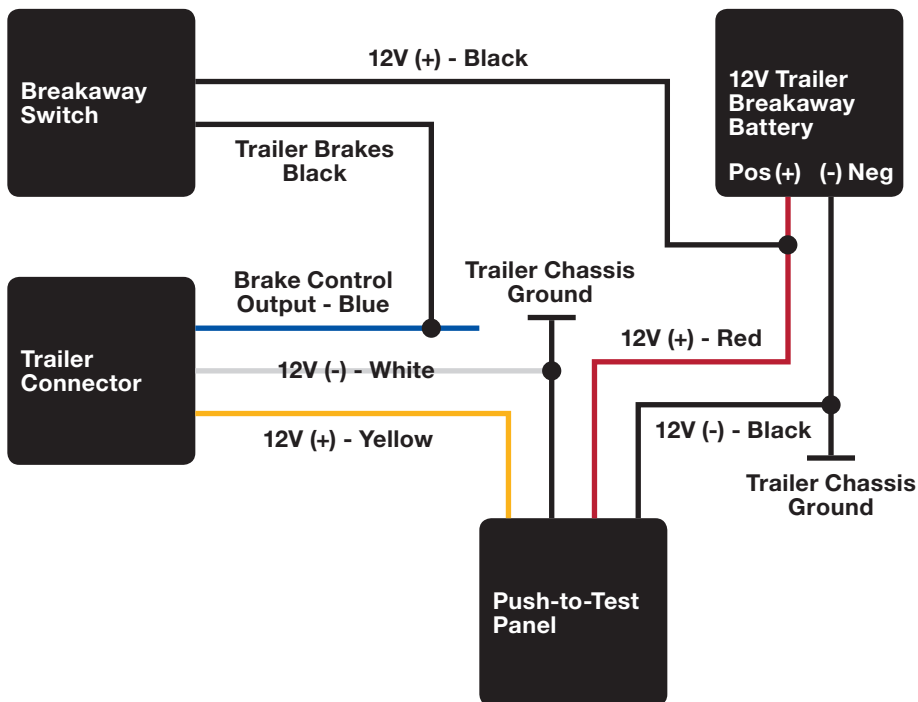 12V (+) - Black
Breakaway
Switch
12V Trailer
Breakaway
Battery
Pos (+) (-) Neg
Trailer Brakes
Black
Brake Control
Output - Blue
Trailer Chassis
Ground
12V (+) - Red
Trailer
Connector
12V (-) - White
12V (+) - Yellow
12V (-) - Black
Trailer Chassis
Ground
Push-to-Test
Panel